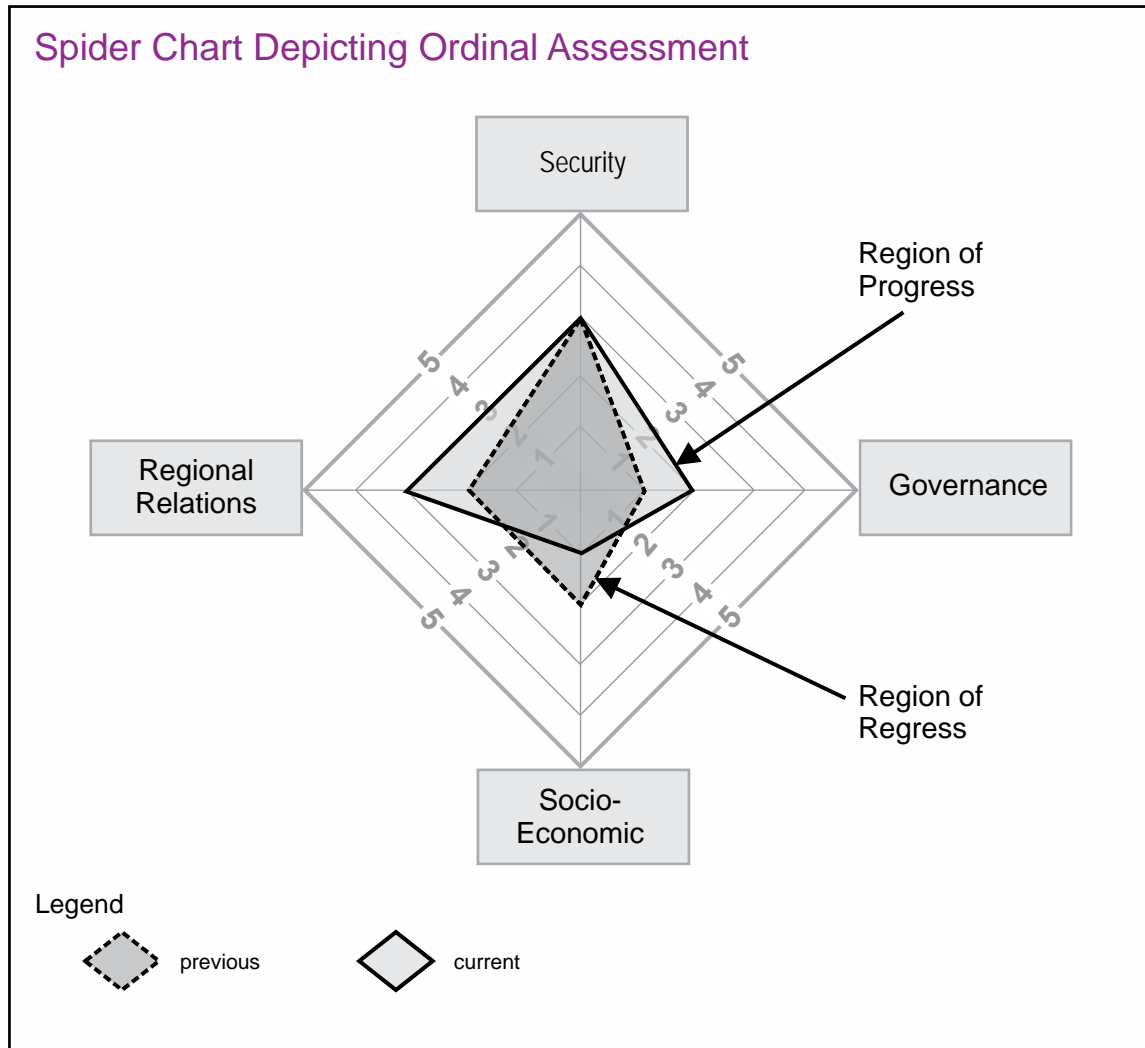 Spider Chart Depicting Ordinal Assessment
Security
Region of
Progress
5
4
3
2
1
5
4
3
2
1
Regional
Relations
Governance
1
2
3
4
5
1
2
3
4
5
Region of
Regress
Socio-
Economic
Legend
previous
current